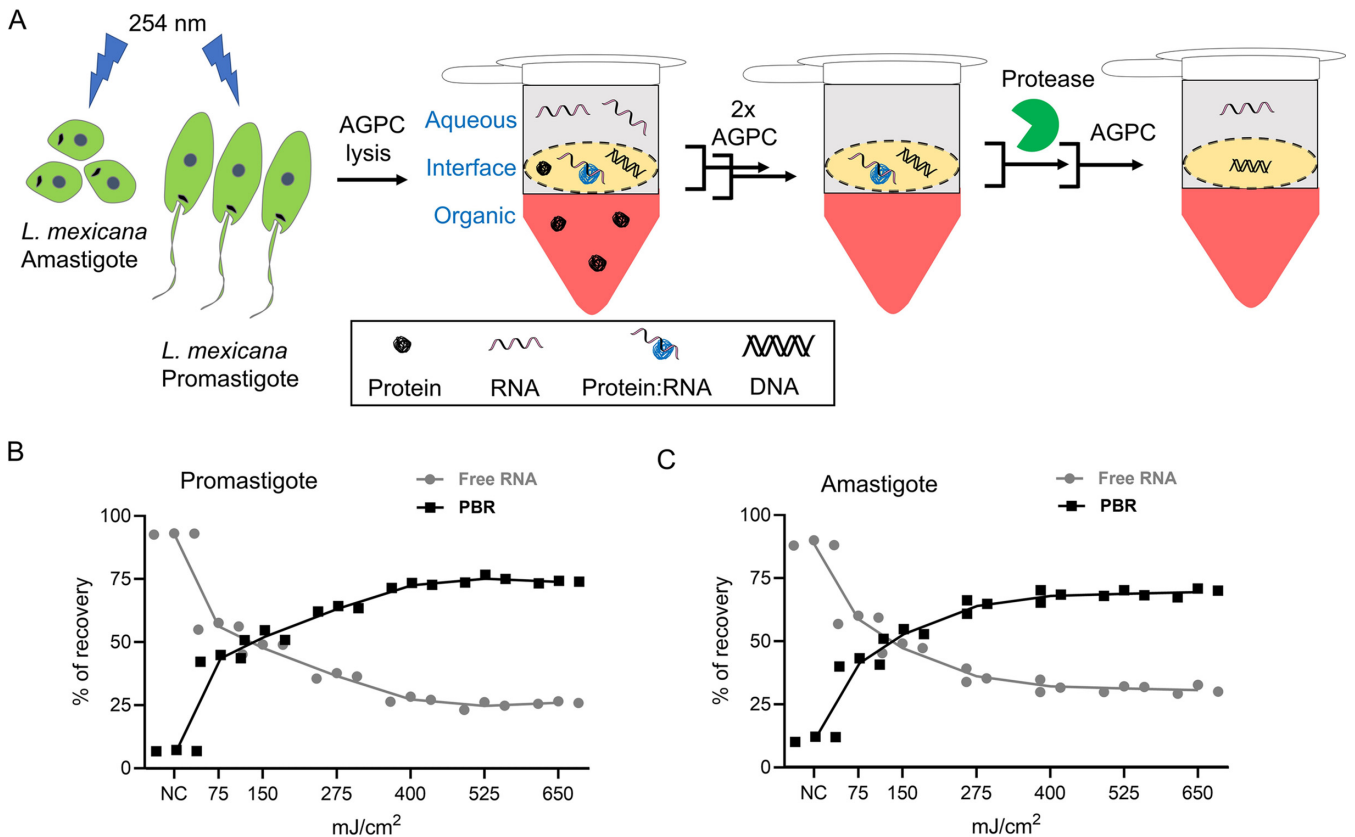 A
254 nm
L. mexicana
Amastigote
L. mexicana
Promastigote
AGPC
lysis
Aqueous
Interface
Organic
2x
AGPC
Protease
AGPC
Protein
RNA
Protein:RNA
DNA
B
Promastigote
Free RNA
PBR
% of recovery
100
75
50
25
0
NC 75 150 275 400 525 650
mJ/cm²
C
Amastigote
Free RNA
PBR
% of recovery
100
75
50
25
0
NC 75 150 275 400 525 650
mJ/cm²